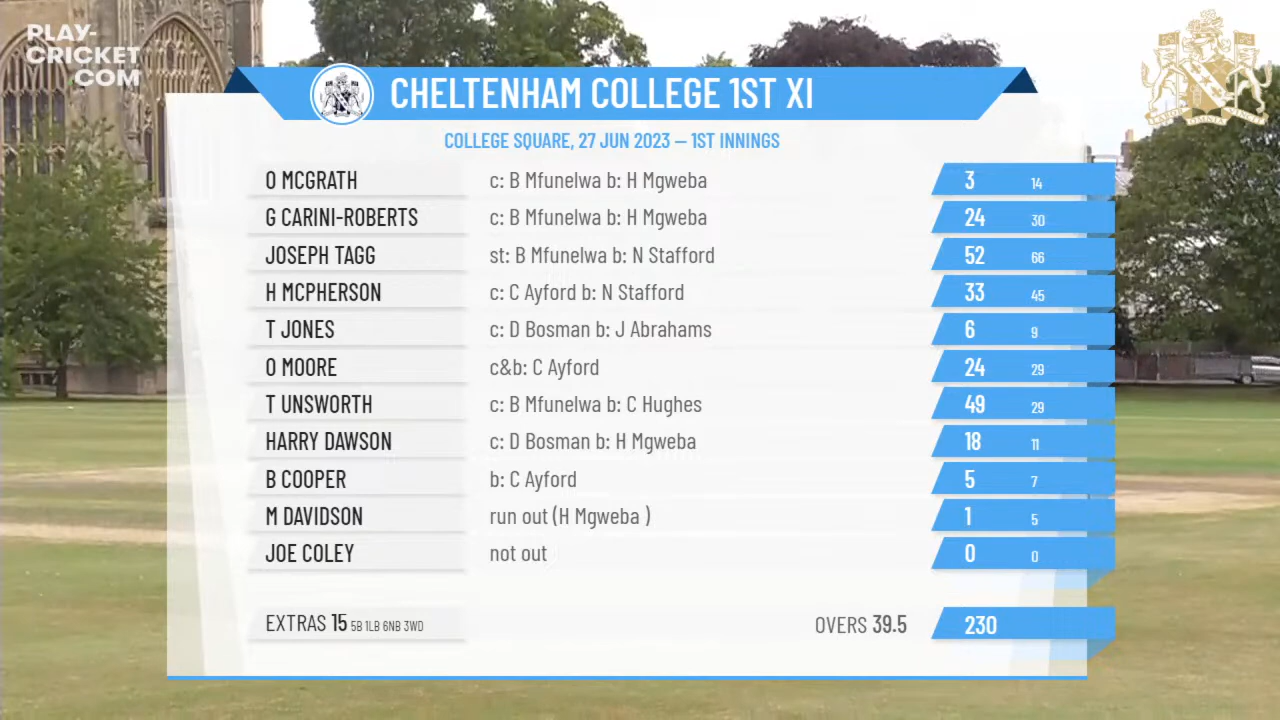 PLAY-
CRICKET
COM
CHELTENHAM COLLEGE 1ST XI
COLLEGE SQUARE, 27 JUN 2023 – 1ST INNINGS
O MCGRATH c: B Mfunelwa b: H Mgweba 3 14
G CARINI-ROBERTS c: B Mfunelwa b: H Mgweba 24 30
JOSEPH TAGG st: B Mfunelwa b: N Stafford 52 66
H MCPHERSON c: C Ayford b: N Stafford 33 45
T JONES c: D Bosman b: J Abrahams 6 9
O MOORE c&b: C Ayford 24 29
T UNSWORTH c: B Mfunelwa b: C Hughes 49 29
HARRY DAWSON c: D Bosman b: H Mgweba 18 11
B COOPER b: C Ayford 5 7
M DAVIDSON run out (H Mgweba ) 1 5
JOE COLEY not out 0 0
EXTRAS 15 5B 1LB 6NB 3WD OVERS 39.5 230